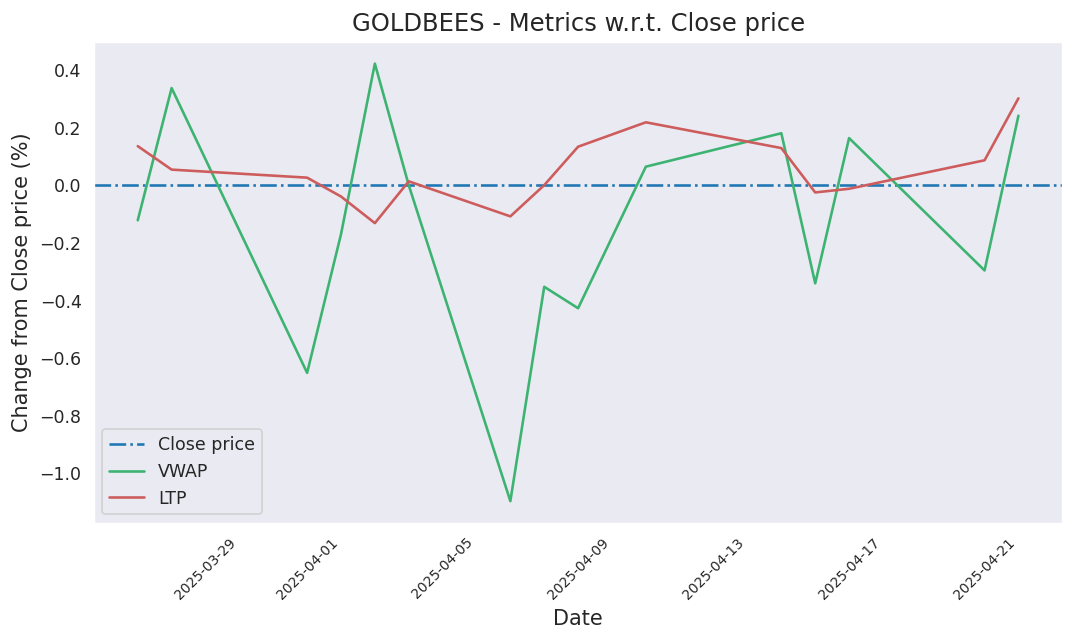 GOLDBEES - Metrics w.r.t. Close price
Change from Close price (%)
0.4
0.2
0.0
−0.2
−0.4
−0.6
−0.8
−1.0
Close price
VWAP
LTP
2025-03-29
2025-04-01
2025-04-05
2025-04-09
2025-04-13
2025-04-17
2025-04-21
Date